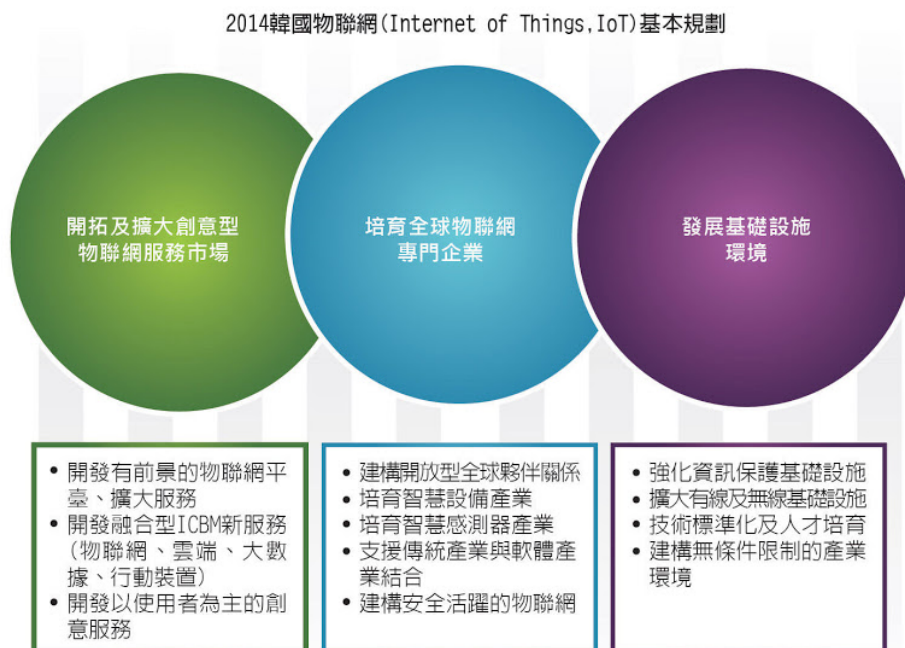 2014韓國物聯網(Internet of Things,IoT)基本規劃
開拓及擴大創意型
物聯網服務市場
培育全球物聯網
專門企業
發展基礎設施
環境
• 開發有前景的物聯網平
臺、擴大服務
• 開發融合型ICBM新服務
(物聯網、雲端、大數
據、行動裝置)
• 開發以使用者為主的創
意服務
• 建構開放型全球夥伴關係
• 培育智慧設備產業
• 培育智慧感測器產業
• 支援傳統產業與軟體產
業結合
• 建構安全活躍的物聯網
• 強化資訊保護基礎設施
• 擴大有線及無線基礎設施
• 技術標準化及人才培育
• 建構無條件限制的產業
環境